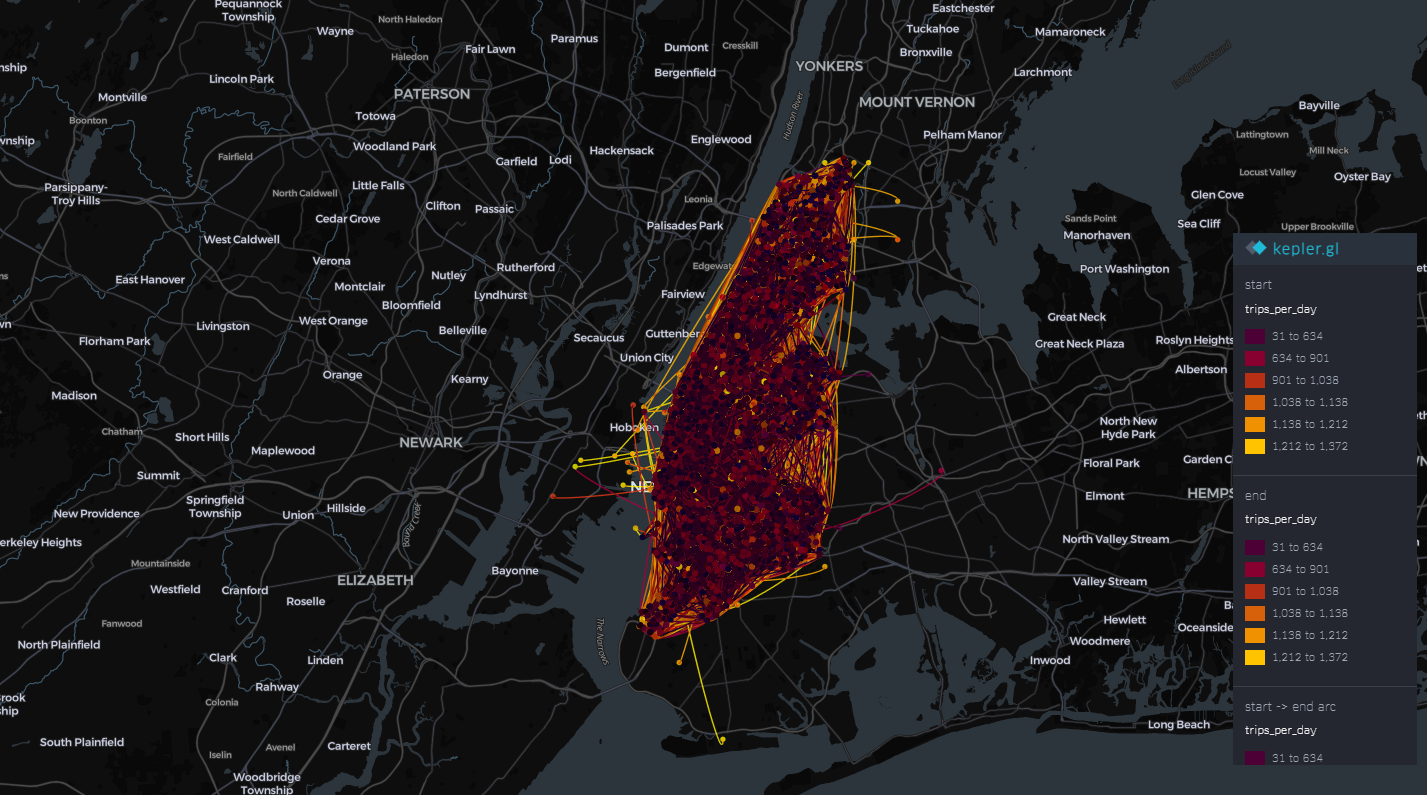 Pequannock
Township
Wayne
North Haledon
Haledon
Fair Lawn
Paramus
Dumont
Cresskill
Bergenfield
YONKERS
Eastchester
Tuckahoe
Bronxville
Mamaroneck
Larchmont
MOUNT VERNON
Pelham Manor
Bayville
Lattingtown
Mill Neck
Locust Valley
Oyster Bay
Glen Cove
Sea Cliff
Upper Brookville
nship
Lincoln Park
Montville
Boonton
wnship
PATERSON
Totowa
Woodland Park
Fairfield
Garfield
Lodi
Hackensack
Englewood
Hudson River
Parsippany-
Troy Hills
North Caldwell
Little Falls
Clifton
Passaic
Leonia
Palisades Park
Cedar Grove
West Caldwell
Verona
Sands Point
Manorhaven
Port Washington
East Hanover
Montclair
Nutley
Rutherford
Edgewat
Fairview
Bloomfield
Lyndhurst
West Orange
Belleville
Livingston
Florham Park
Secaucus
Guttenber
Union City
Great Neck
Great Neck Plaza
Roslyn Heights
Albertson
Orange
Kearny
Madison
Chatham
Short Hills
Maplewood
NEWARK
Hoboken
North New
Hyde Park
Floral Park
Garden C
Summit
Springfield
Township
Union
Hillside
New Providence
NE
Elmont
HEMPS
erkeley Heights
Bound Creek
North Valley Stream
Mountainside
Westfield
Cranford
Roselle
ELIZABETH
Bayonne
Valley Stream
Fanwood
Hewlett
Oceanside
Woodmere
Inwood
North Plainfield
Clark
Linden
The Narrows
Rahway
Colonia
rook
ship
South Plainfield
Iselin
Avenel
Carteret
Woodbridge
Township
Long Beach
kepler.gl
start
trips_per_day
31 to 634
634 to 901
901 to 1,038
1,038 to 1,138
1,138 to 1,212
1,212 to 1,372
end
trips_per_day
31 to 634
634 to 901
901 to 1,038
1,038 to 1,138
1,138 to 1,212
1,212 to 1,372
start -> end arc
trips_per_day
31 to 634